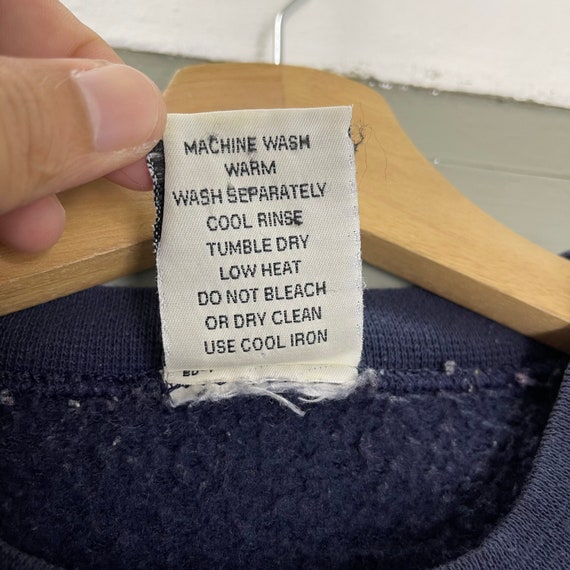 MACHINE WASH
WARM
WASH SEPARATELY
COOL RINSE
TUMBLE DRY
LOW HEAT
DO NOT BLEACH
OR DRY CLEAN
USE COOL IRON